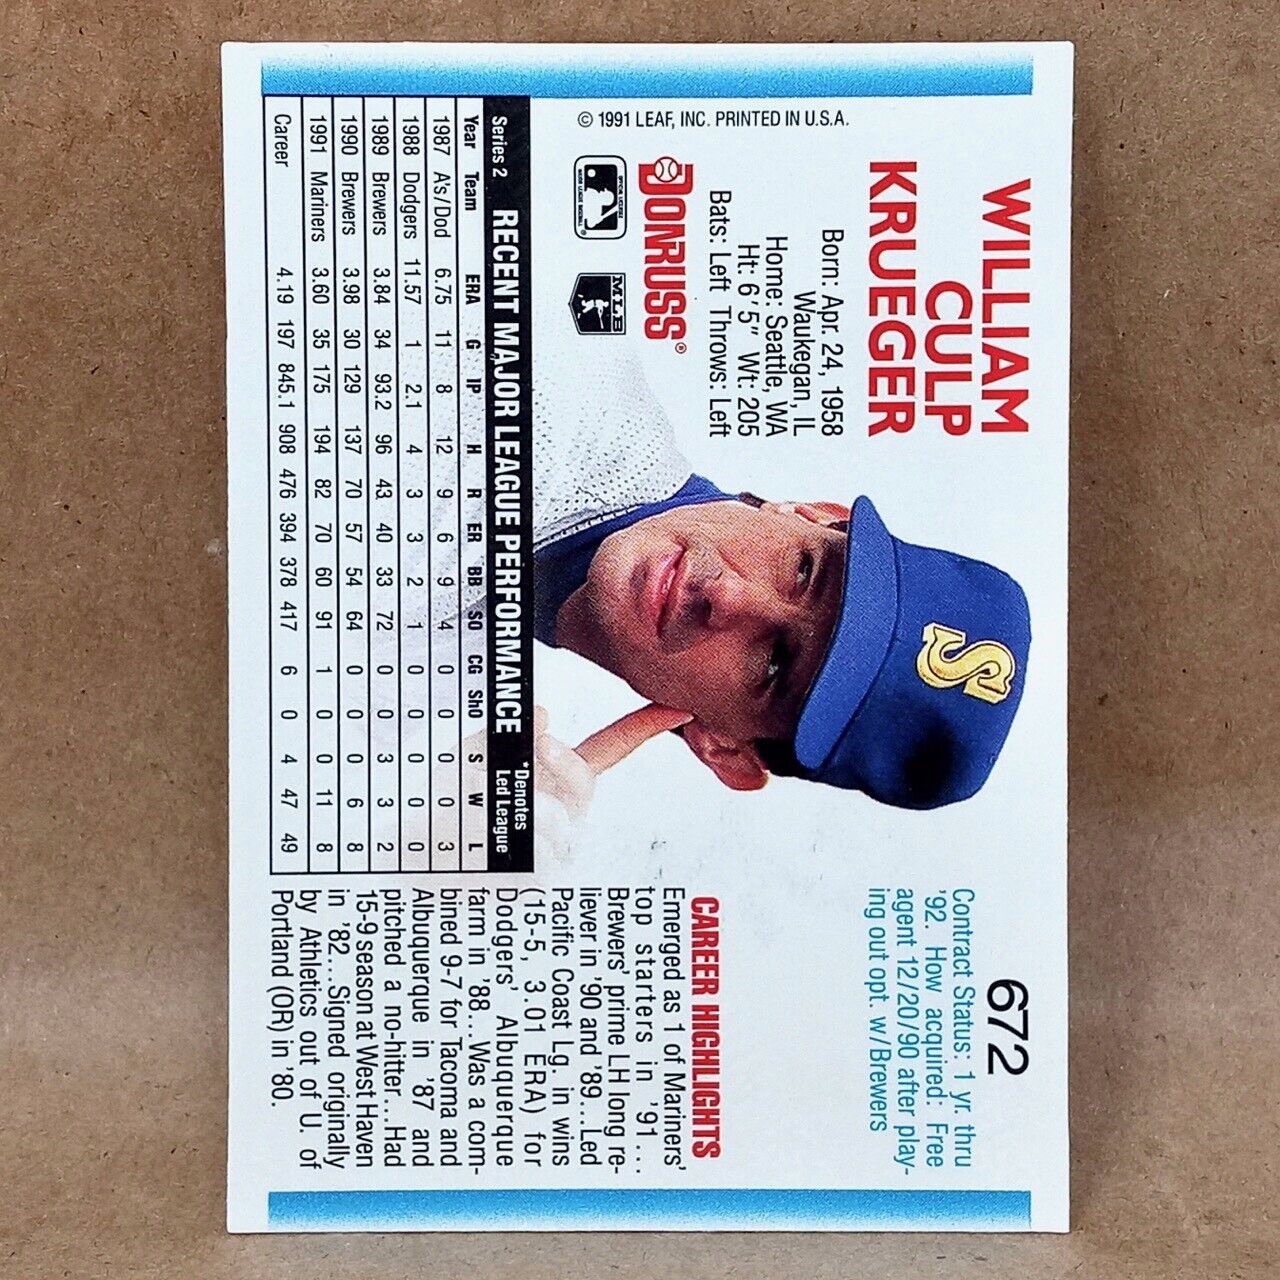 672
WILLIAM
CULP
KRUEGER
Contract Status: 1 yr. thru
'92. How acquired: Free
agent 12/20/90 after play-
ing out opt. w/Brewers
Born: Apr. 24, 1958
Waukegan, IL
Home: Seattle, WA
Ht: 6' 5" Wt: 205
Bats: Left Throws: Left
S
DONRUSS®
MLB
© 1991 LEAF, INC. PRINTED IN U.S.A.
CAREER HIGHLIGHTS
Emerged as 1 of Mariners'
top starters in '91...
Brewers' prime LH long re-
liever in '90 and '89...Led
Pacific Coast Lg. in wins
(15-5, 3.01 ERA) for
Dodgers' Albuquerque
farm in '88...Was a com-
bined 9-7 for Tacoma and
Albuquerque in '87 and
pitched a no-hitter...Had
15-9 season at West Haven
in '82...Signed originally
by Athletics out of U. of
Portland (OR) in '80.
Series 2 RECENT MAJOR LEAGUE PERFORMANCE *Denotes
Led League
Year Team ERA G IP H R ER BB SO CG ShO S W L
1987 A's/Dod 6.75 11 8 12 9 6 9 4 0 0 0 0 3
1988 Dodgers 11.57 1 2.1 4 3 3 2 1 0 0 0 0 0
1989 Brewers 3.84 34 93.2 96 43 40 33 72 0 0 3 3 2
1990 Brewers 3.98 30 129 137 70 57 54 64 0 0 0 6 8
1991 Mariners 3.60 35 175 194 82 70 60 91 1 0 0 11 8
Career 4.19 197 845.1 908 476 394 378 417 6 0 4 47 49